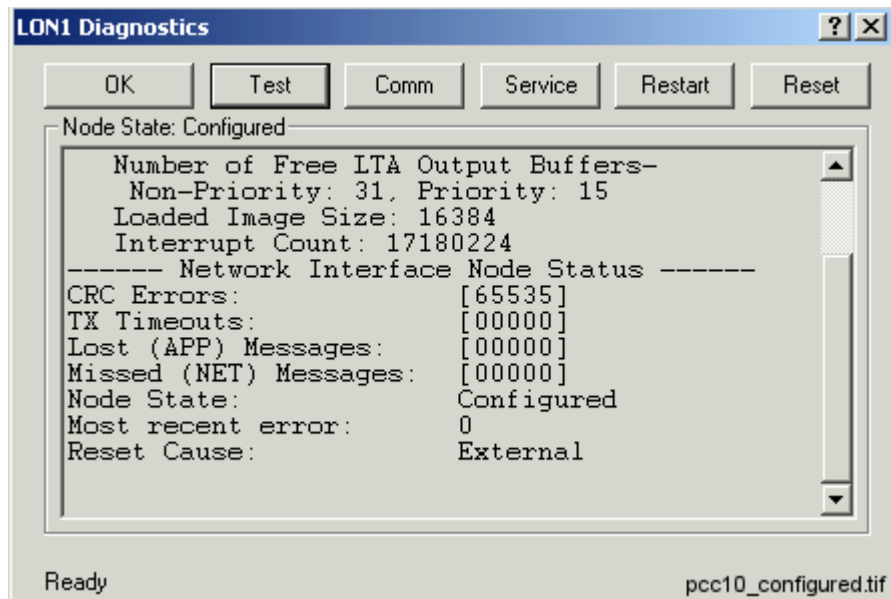 LON1 Diagnostics
OK Test Comm Service Restart Reset
Node State: Configured
Number of Free LTA Output Buffers-
Non-Priority: 31, Priority: 15
Loaded Image Size: 16384
Interrupt Count: 17180224
------ Network Interface Node Status ------
CRC Errors: [65535]
TX Timeouts: [00000]
Lost (APP) Messages: [00000]
Missed (NET) Messages: [00000]
Node State: Configured
Most recent error: 0
Reset Cause: External
Ready pcc10_configured.tif